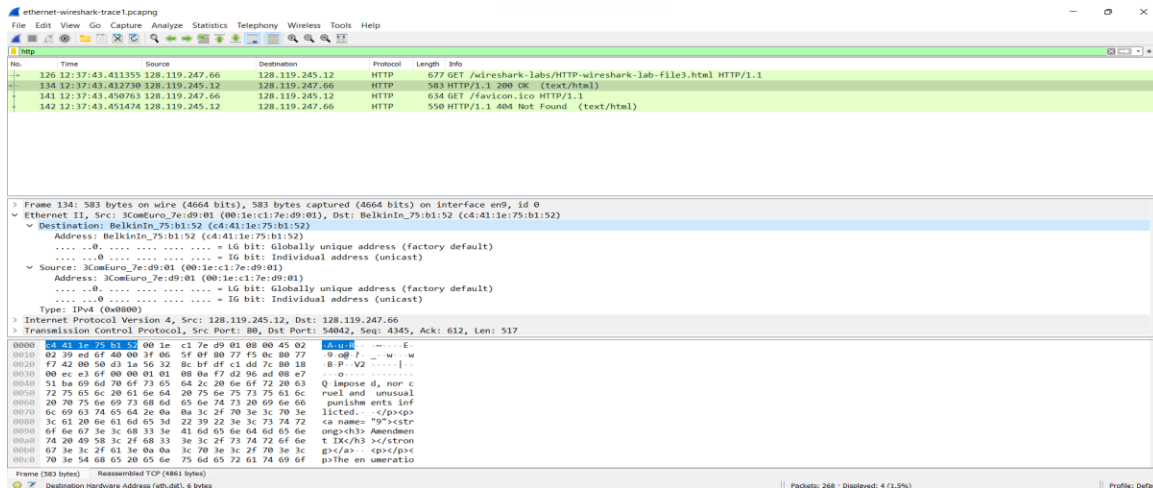 ethernet-wireshark-trace1.pcapng
File Edit View Go Capture Analyze Statistics Telephony Wireless Tools Help
http
No. Time Source Destination Protocol Length Info
126 12:37:43.411355 128.119.247.66 128.119.245.12 HTTP 677 GET /wireshark-labs/HTTP-wireshark-lab-file3.html HTTP/1.1
134 12:37:43.412730 128.119.245.12 128.119.247.66 HTTP 583 HTTP/1.1 200 OK (text/html)
141 12:37:43.450763 128.119.247.66 128.119.245.12 HTTP 634 GET /favicon.ico HTTP/1.1
142 12:37:43.451474 128.119.245.12 128.119.247.66 HTTP 550 HTTP/1.1 404 Not Found (text/html)
> Frame 134: 583 bytes on wire (4664 bits), 583 bytes captured (4664 bits) on interface en9, id 0
Ethernet II, Src: 3ComEuro_7e:d9:01 (00:1e:c1:7e:d9:01), Dst: BelkinIn_75:b1:52 (c4:41:1e:75:b1:52)
Destination: BelkinIn_75:b1:52 (c4:41:1e:75:b1:52)
Address: BelkinIn_75:b1:52 (c4:41:1e:75:b1:52)
.... ..0. .... .... .... .... = LG bit: Globally unique address (factory default)
.... ...0 .... .... .... .... = IG bit: Individual address (unicast)
Source: 3ComEuro_7e:d9:01 (00:1e:c1:7e:d9:01)
Address: 3ComEuro_7e:d9:01 (00:1e:c1:7e:d9:01)
.... ..0. .... .... .... .... = LG bit: Globally unique address (factory default)
.... ...0 .... .... .... .... = IG bit: Individual address (unicast)
Type: IPv4 (0x0800)
> Internet Protocol Version 4, Src: 128.119.245.12, Dst: 128.119.247.66
> Transmission Control Protocol, Src Port: 80, Dst Port: 54042, Seq: 4345, Ack: 612, Len: 517
0000 c4 41 1e 75 b1 52 00 1e c1 7e d9 01 08 00 45 02 ·A·u·R·· ·~····E·
0010 02 39 ed 6f 40 00 3f 06 5f 0f 80 77 f5 0c 80 77 ·9·o@·?· _··w···w
0020 f7 42 00 50 d3 1a 56 32 8c bf df c1 dd 7c 80 18 ·B·P··V2 ·····|··
0030 00 ec e3 6f 00 00 01 01 08 0a f7 d2 96 ad 08 e7 ···o···· ········
0040 51 ba 69 6d 70 6f 73 65 64 2c 20 6e 6f 72 20 63 Q·impose d, nor c
0050 72 75 65 6c 20 61 6e 64 20 75 6e 75 73 75 61 6c ruel and unusual
0060 20 70 75 6e 69 73 68 6d 65 6e 74 73 20 69 6e 66 punishm ents inf
0070 6c 69 63 74 65 64 2e 0a 0a 3c 2f 70 3e 3c 70 3e licted.· ·</p><p>
0080 3c 61 20 6e 61 6d 65 3d 22 39 22 3e 3c 73 74 72 <a name= "9"><str
0090 6f 6e 67 3e 3c 68 33 3e 41 6d 65 6e 64 6d 65 6e ong><h3> Amendmen
00a0 74 20 49 58 3c 2f 68 33 3e 3c 2f 73 74 72 6f 6e t IX</h3 ></stron
00b0 67 3e 3c 2f 61 3e 0a 0a 3c 70 3e 3c 2f 70 3e 3c g></a>·· <p></p><
00c0 70 3e 54 68 65 20 65 6e 75 6d 65 72 61 74 69 6f p>The en umeratio
Frame (583 bytes) Reassembled TCP (4861 bytes)
Destination Hardware Address (eth.dst), 6 bytes Packets: 268 · Displayed: 4 (1.5%) Profile: Defa